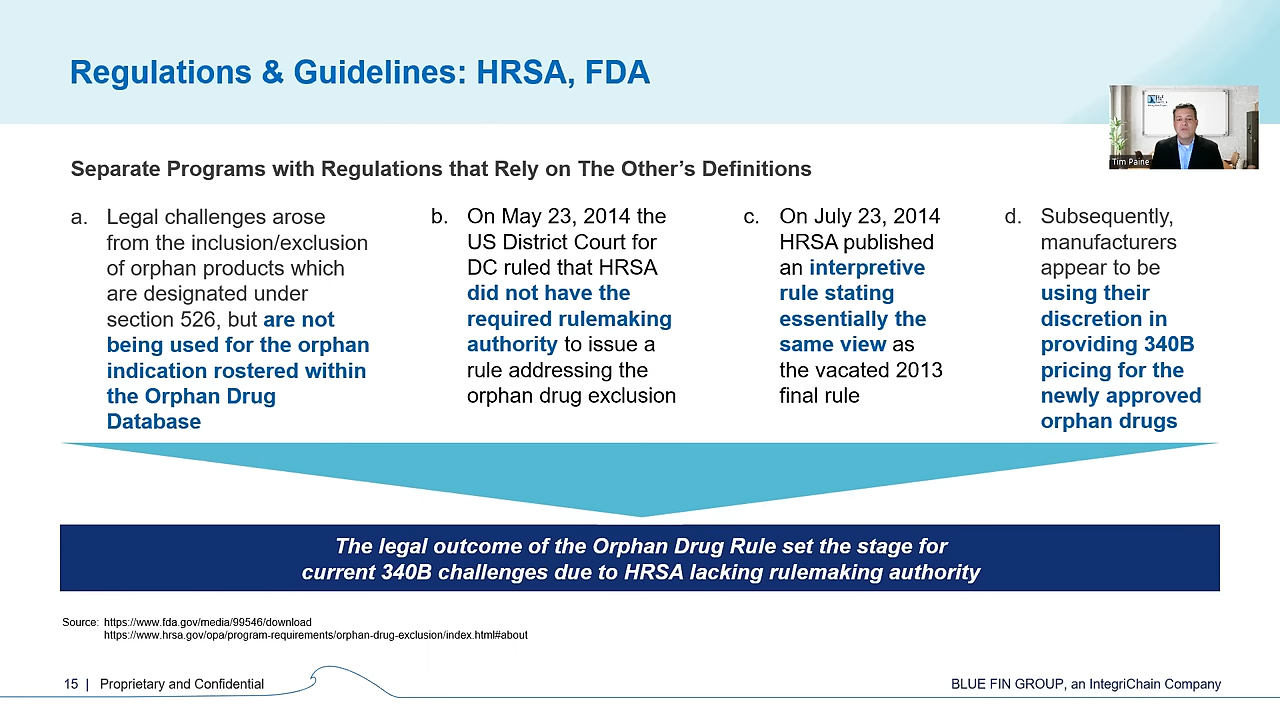 Regulations & Guidelines: HRSA, FDA
Tim Paine
Separate Programs with Regulations that Rely on The Other's Definitions
a. Legal challenges arose
from the inclusion/exclusion
of orphan products which
are designated under
section 526, but are not
being used for the orphan
indication rostered within
the Orphan Drug
Database
b. On May 23, 2014 the
US District Court for
DC ruled that HRSA
did not have the
required rulemaking
authority to issue a
rule addressing the
orphan drug exclusion
c. On July 23, 2014
HRSA published
an interpretive
rule stating
essentially the
same view as
the vacated 2013
final rule
d. Subsequently,
manufacturers
appear to be
using their
discretion in
providing 340B
pricing for the
newly approved
orphan drugs
The legal outcome of the Orphan Drug Rule set the stage for
current 340B challenges due to HRSA lacking rulemaking authority
Source: https://www.fda.gov/media/99546/download
https://www.hrsa.gov/opa/program-requirements/orphan-drug-exclusion/index.html#about
15 | Proprietary and Confidential
BLUE FIN GROUP, an IntegriChain Company